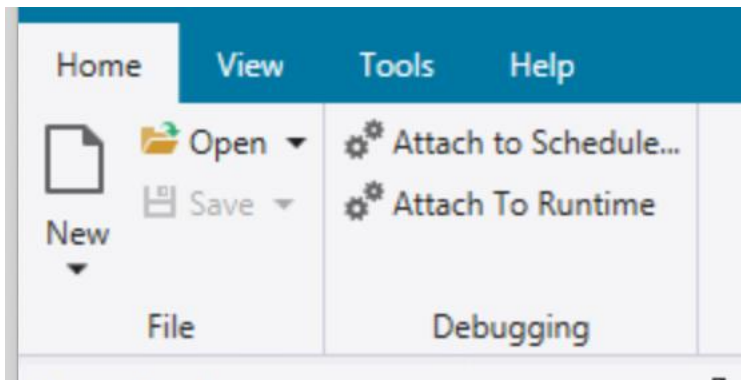 Home View Tools Help
Open Attach to Schedule...
Save Attach To Runtime
New
File Debugging